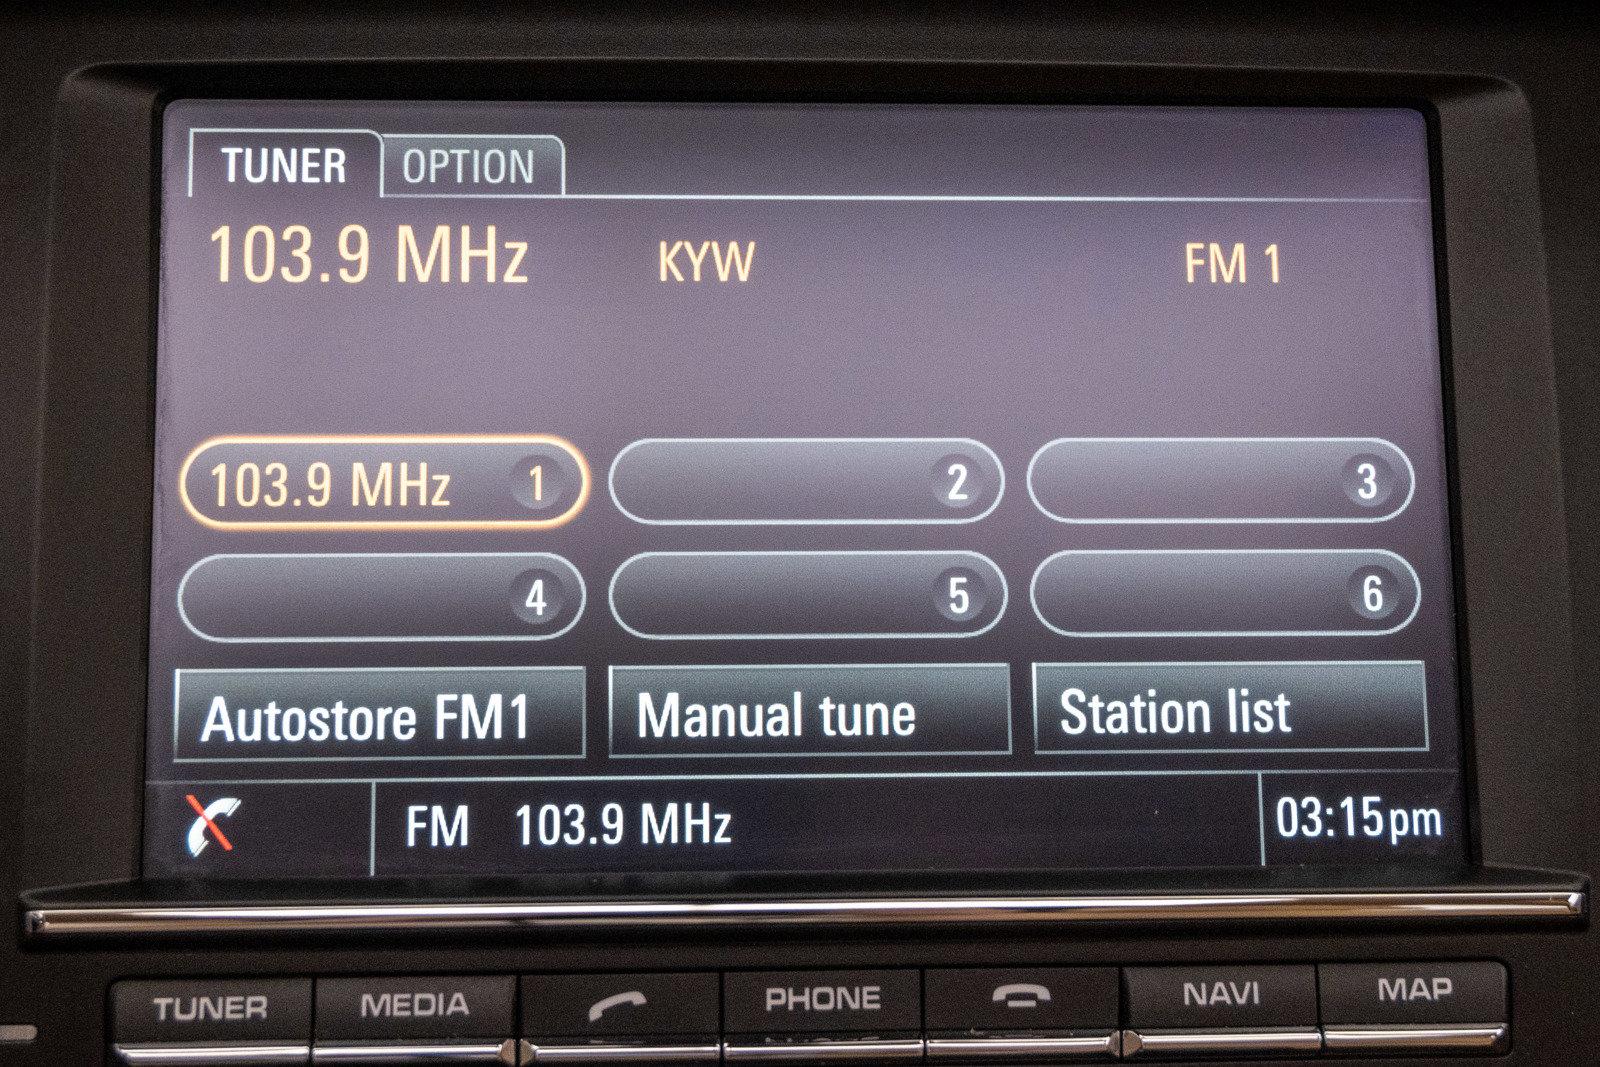 TUNER OPTION
103.9 MHz KYW FM 1
103.9 MHz 1 2 3
4 5 6
Autostore FM1 Manual tune Station list
FM 103.9 MHz 03:15pm
TUNER MEDIA PHONE NAVI MAP